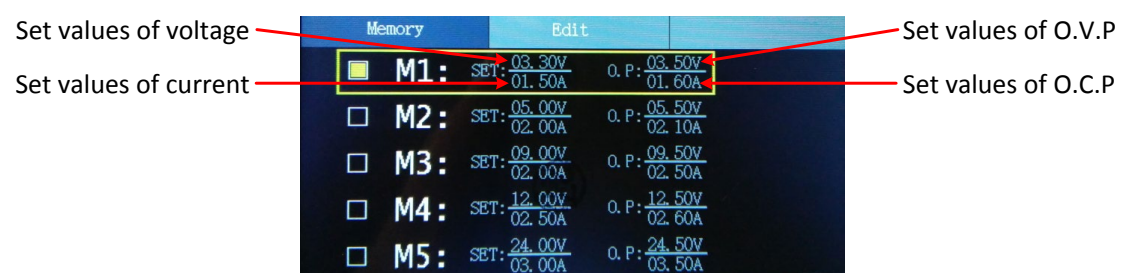 Memory Edit
Set values of voltage
Set values of O.V.P
M1: SET: 03.30V O.P: 03.50V
01.50A 01.60A
Set values of current
Set values of O.C.P
M2: SET: 05.00V O.P: 05.50V
02.00A 02.10A
M3: SET: 09.00V O.P: 09.50V
02.00A 02.50A
M4: SET: 12.00V O.P: 12.50V
02.50A 02.60A
M5: SET: 24.00V O.P: 24.50V
03.00A 03.50A